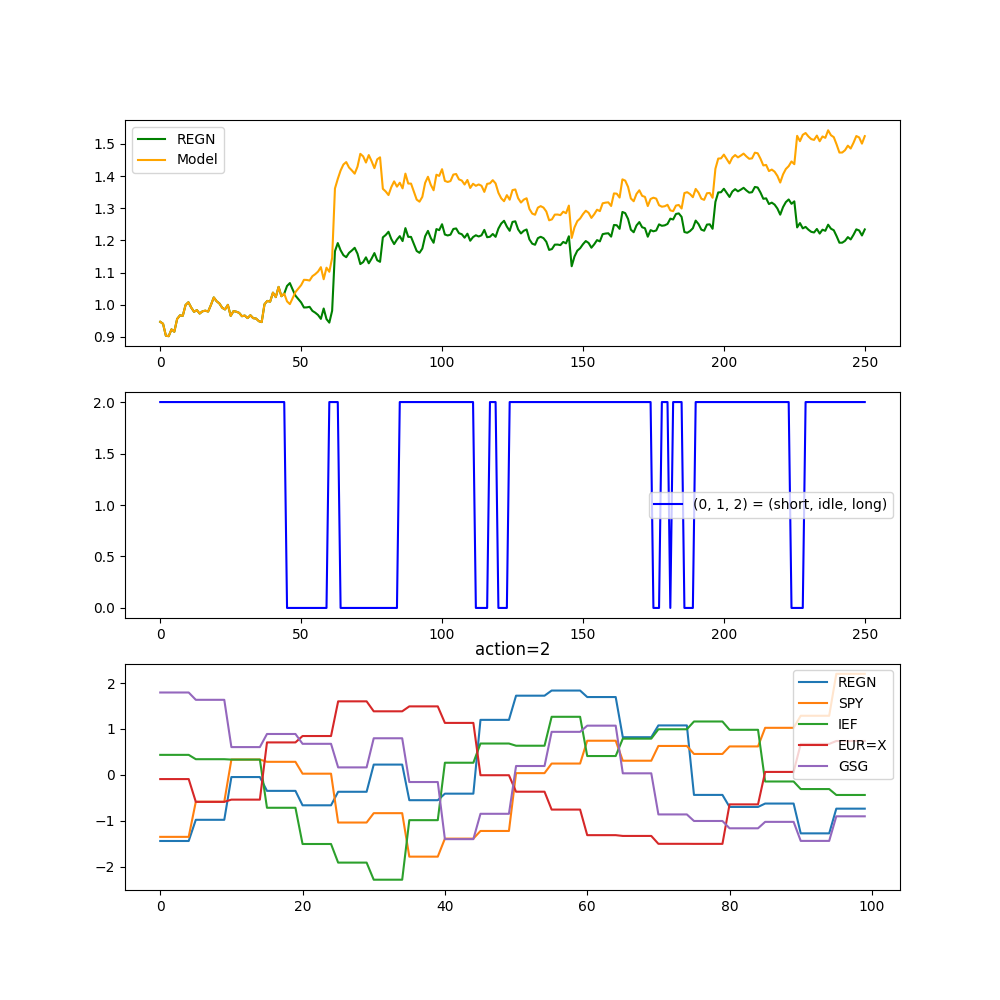 REGN
Model
1.5
1.4
1.3
1.2
1.1
1.0
0.9
0 50 100 150 200 250
2.0
1.5
1.0
0.5
0.0
(0, 1, 2) = (short, idle, long)
0 50 100 150 200 250
action=2
2
1
0
−1
−2
REGN
SPY
IEF
EUR=X
GSG
0 20 40 60 80 100